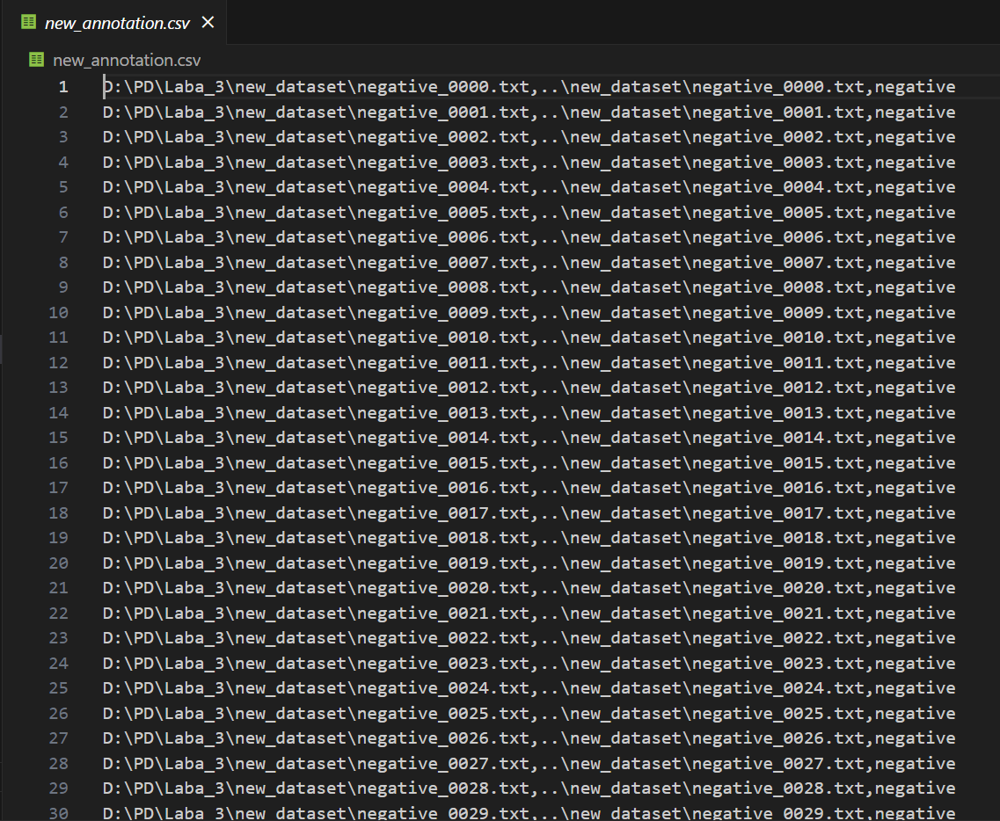 new_annotation.csv
new_annotation.csv
1 D:\PD\Laba_3\new_dataset\negative_0000.txt,..\new_dataset\negative_0000.txt,negative
2 D:\PD\Laba_3\new_dataset\negative_0001.txt,..\new_dataset\negative_0001.txt,negative
3 D:\PD\Laba_3\new_dataset\negative_0002.txt,..\new_dataset\negative_0002.txt,negative
4 D:\PD\Laba_3\new_dataset\negative_0003.txt,..\new_dataset\negative_0003.txt,negative
5 D:\PD\Laba_3\new_dataset\negative_0004.txt,..\new_dataset\negative_0004.txt,negative
6 D:\PD\Laba_3\new_dataset\negative_0005.txt,..\new_dataset\negative_0005.txt,negative
7 D:\PD\Laba_3\new_dataset\negative_0006.txt,..\new_dataset\negative_0006.txt,negative
8 D:\PD\Laba_3\new_dataset\negative_0007.txt,..\new_dataset\negative_0007.txt,negative
9 D:\PD\Laba_3\new_dataset\negative_0008.txt,..\new_dataset\negative_0008.txt,negative
10 D:\PD\Laba_3\new_dataset\negative_0009.txt,..\new_dataset\negative_0009.txt,negative
11 D:\PD\Laba_3\new_dataset\negative_0010.txt,..\new_dataset\negative_0010.txt,negative
12 D:\PD\Laba_3\new_dataset\negative_0011.txt,..\new_dataset\negative_0011.txt,negative
13 D:\PD\Laba_3\new_dataset\negative_0012.txt,..\new_dataset\negative_0012.txt,negative
14 D:\PD\Laba_3\new_dataset\negative_0013.txt,..\new_dataset\negative_0013.txt,negative
15 D:\PD\Laba_3\new_dataset\negative_0014.txt,..\new_dataset\negative_0014.txt,negative
16 D:\PD\Laba_3\new_dataset\negative_0015.txt,..\new_dataset\negative_0015.txt,negative
17 D:\PD\Laba_3\new_dataset\negative_0016.txt,..\new_dataset\negative_0016.txt,negative
18 D:\PD\Laba_3\new_dataset\negative_0017.txt,..\new_dataset\negative_0017.txt,negative
19 D:\PD\Laba_3\new_dataset\negative_0018.txt,..\new_dataset\negative_0018.txt,negative
20 D:\PD\Laba_3\new_dataset\negative_0019.txt,..\new_dataset\negative_0019.txt,negative
21 D:\PD\Laba_3\new_dataset\negative_0020.txt,..\new_dataset\negative_0020.txt,negative
22 D:\PD\Laba_3\new_dataset\negative_0021.txt,..\new_dataset\negative_0021.txt,negative
23 D:\PD\Laba_3\new_dataset\negative_0022.txt,..\new_dataset\negative_0022.txt,negative
24 D:\PD\Laba_3\new_dataset\negative_0023.txt,..\new_dataset\negative_0023.txt,negative
25 D:\PD\Laba_3\new_dataset\negative_0024.txt,..\new_dataset\negative_0024.txt,negative
26 D:\PD\Laba_3\new_dataset\negative_0025.txt,..\new_dataset\negative_0025.txt,negative
27 D:\PD\Laba_3\new_dataset\negative_0026.txt,..\new_dataset\negative_0026.txt,negative
28 D:\PD\Laba_3\new_dataset\negative_0027.txt,..\new_dataset\negative_0027.txt,negative
29 D:\PD\Laba_3\new_dataset\negative_0028.txt,..\new_dataset\negative_0028.txt,negative
30 D:\PD\Laba_3\new_dataset\negative_0029.txt,..\new_dataset\negative_0029.txt,negative